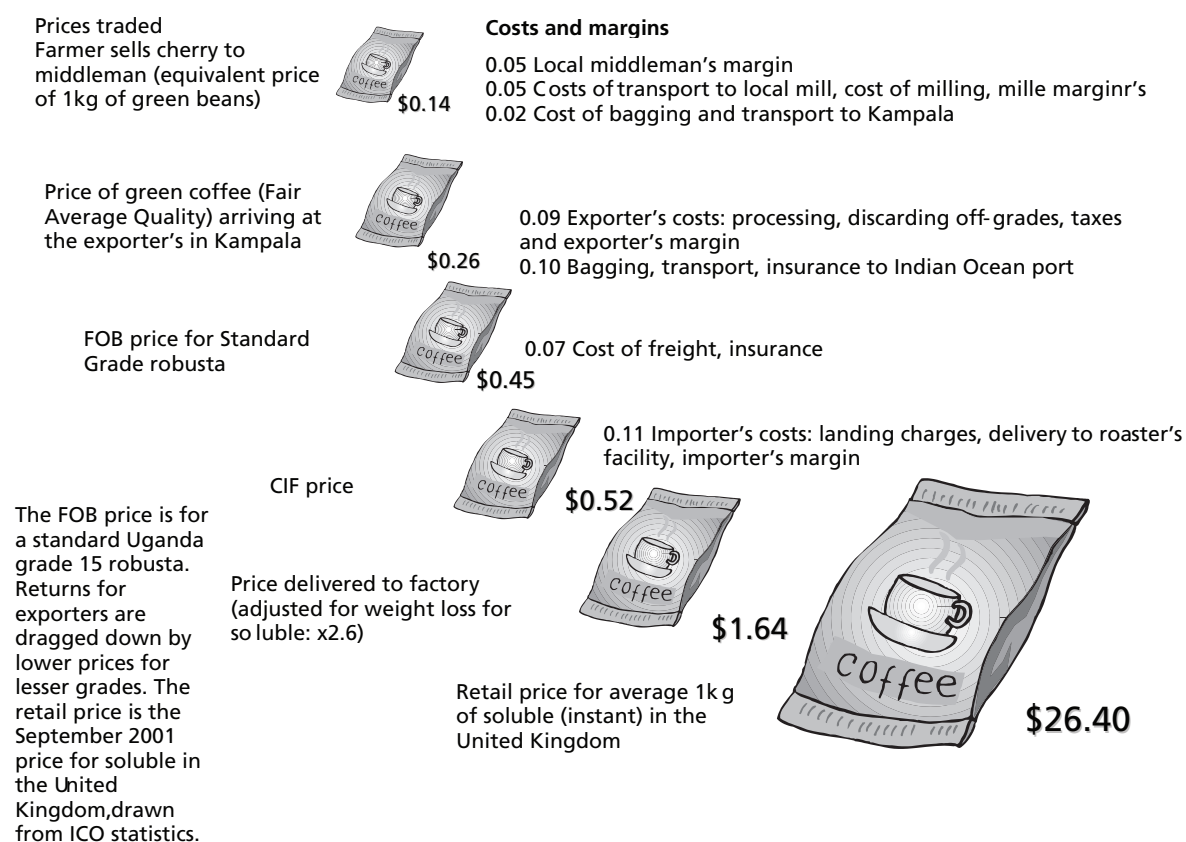 Prices traded
Farmer sells cherry to
middleman (equivalent price
of 1kg of green beans)
coffee
$0.14
Costs and margins
0.05 Local middleman's margin
0.05 Costs of transport to local mill, cost of milling, mille marginr's
0.02 Cost of bagging and transport to Kampala
Price of green coffee (Fair
Average Quality) arriving at
the exporter's in Kampala
coffee
$0.26
0.09 Exporter's costs: processing, discarding off-grades, taxes
and exporter's margin
0.10 Bagging, transport, insurance to Indian Ocean port
FOB price for Standard
Grade robusta
coffee
$0.45
0.07 Cost of freight, insurance
CIF price
coffee
$0.52
0.11 Importer's costs: landing charges, delivery to roaster's
facility, importer's margin
Price delivered to factory
(adjusted for weight loss for
so luble: x2.6)
coffee
$1.64
Retail price for average 1k g
of soluble (instant) in the
United Kingdom
coffee
$26.40
The FOB price is for
a standard Uganda
grade 15 robusta.
Returns for
exporters are
dragged down by
lower prices for
lesser grades. The
retail price is the
September 2001
price for soluble in
the United
Kingdom,drawn
from ICO statistics.